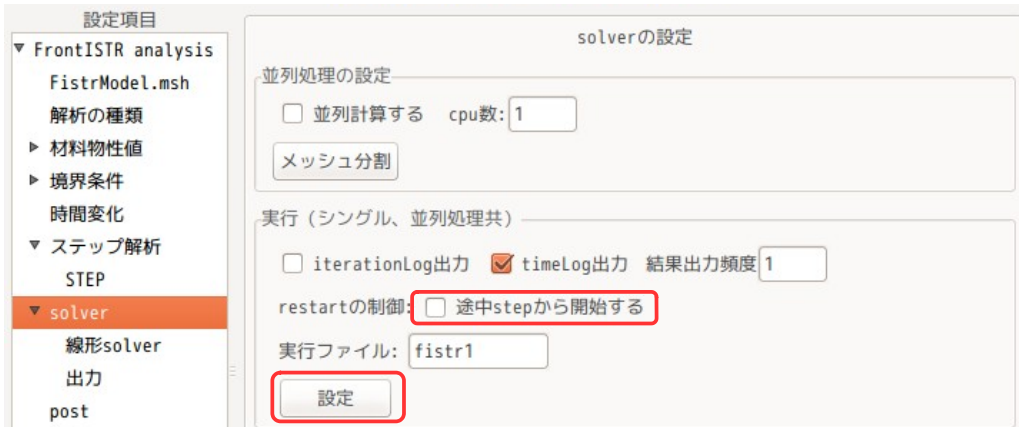 設定項目
FrontISTR analysis
FistrModel.msh
解析の種類
材料物性値
境界条件
時間変化
ステップ解析
STEP
solver
線形solver
出力
post
solverの設定
並列処理の設定
並列計算する cpu数: 1
メッシュ分割
実行（シングル、並列処理共）
iterationLog出力 timeLog出力 結果出力頻度 1
restartの制御: 途中stepから開始する
実行ファイル: fistr1
設定